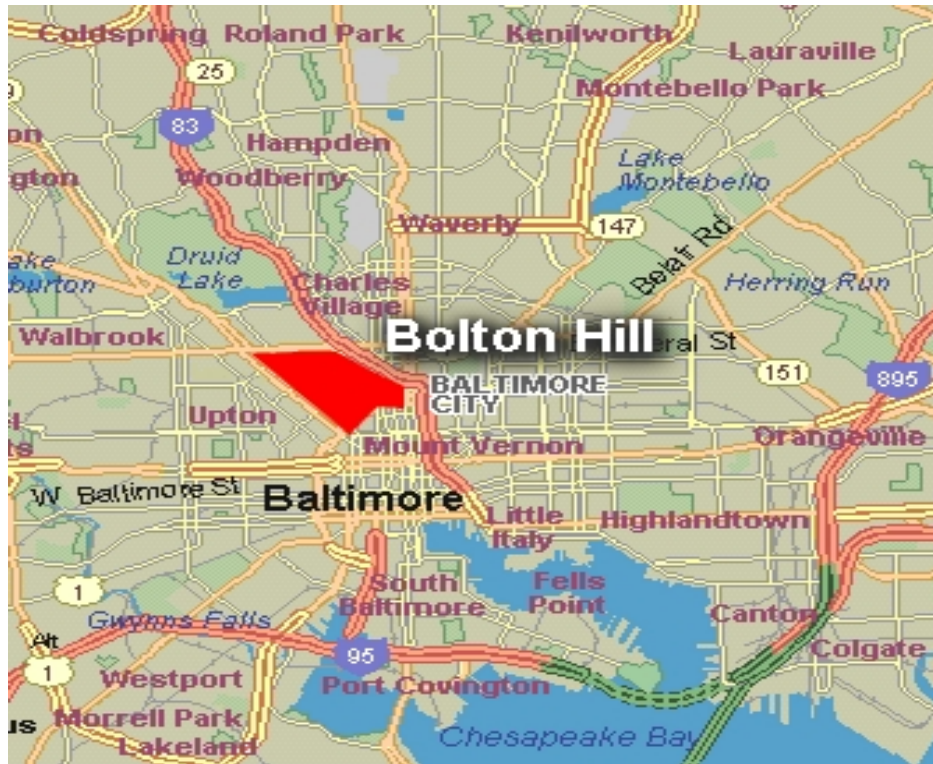 Coldspring
Roland Park
Kenilworth
Lauraville
25
Montebello Park
83
Hampden
Lake
Montebello
Woodberry
Waverly
147
Belair Rd
Druid
Lake
Charles
Village
Herring Run
Walbrook
Bolton Hill
St
BALTIMORE
CITY
151
895
Upton
Mount Vernon
Orangeville
W Baltimore St
Baltimore
Little
Italy
Highlandtown
1
South
Baltimore
Fells
Point
Canton
Gwynns Falls
Alt
1
95
Colgate
Westport
Port Covington
Morrell Park
Lakeland
Chesapeake Bay